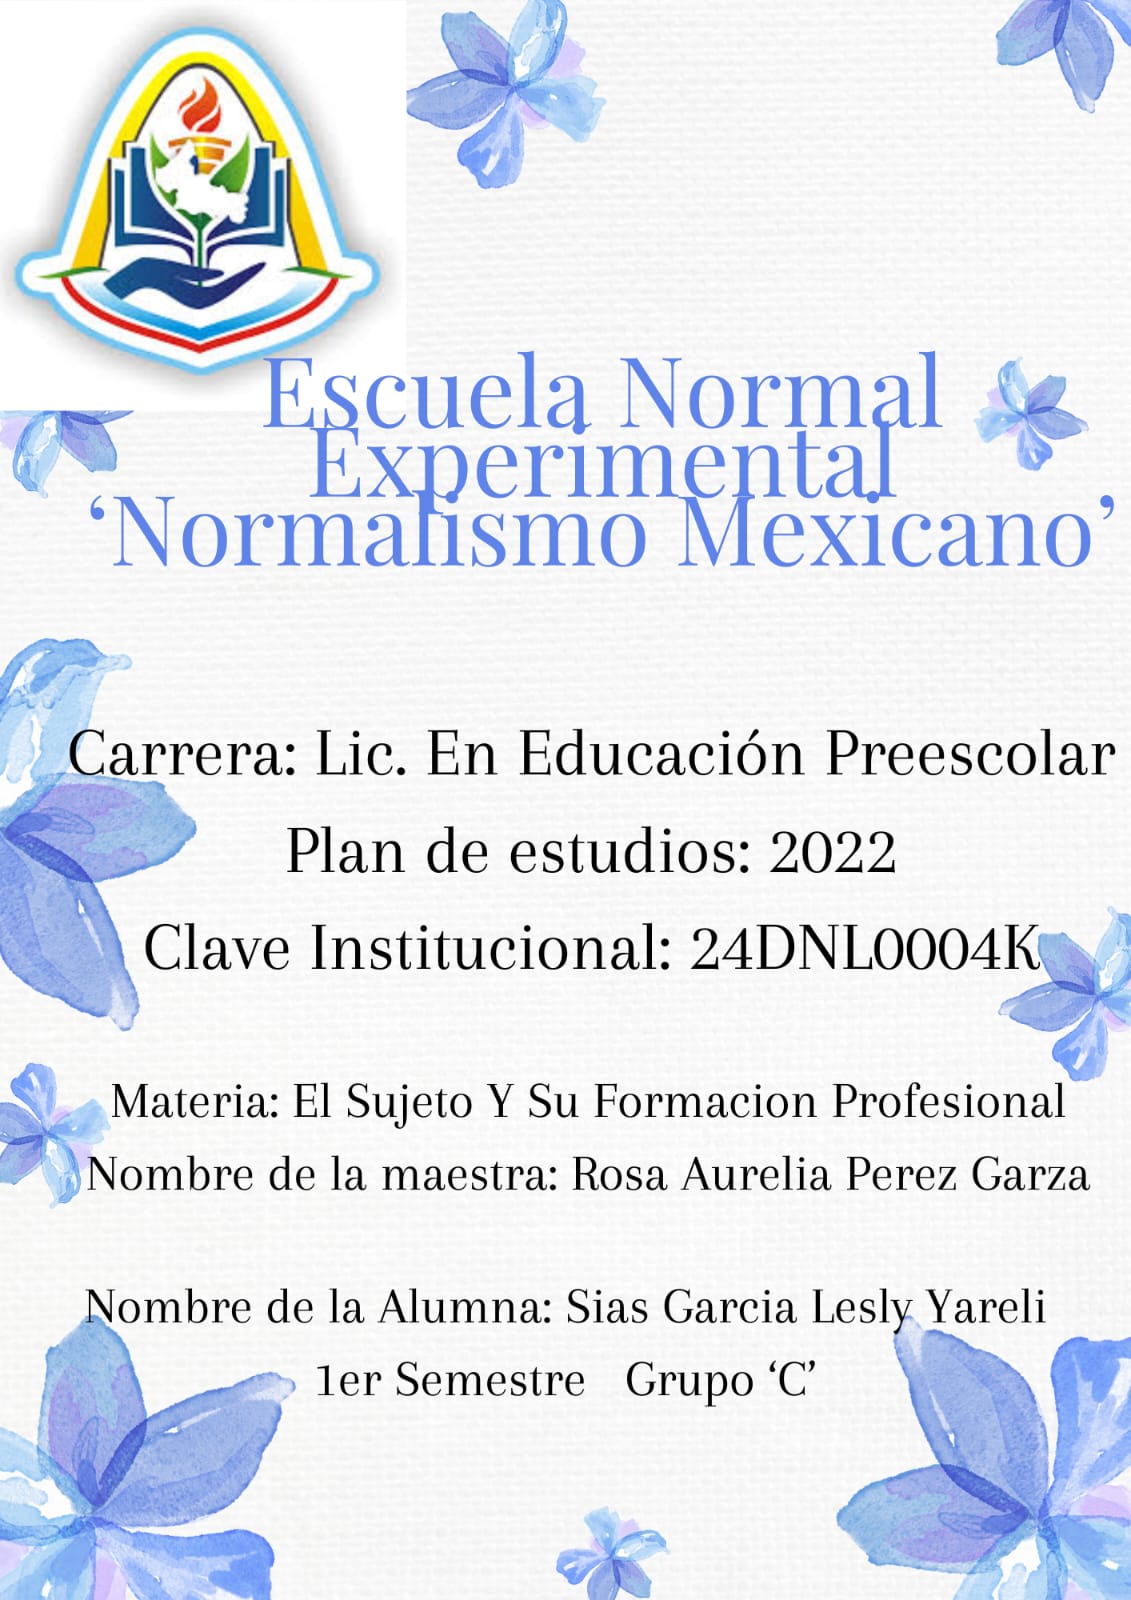 Escuela Normal
Experimental
‘Normalismo Mexicano’
Carrera: Lic. En Educación Preescolar
Plan de estudios: 2022
Clave Institucional: 24DNL0004K
Materia: El Sujeto Y Su Formacion Profesional
Nombre de la maestra: Rosa Aurelia Perez Garza
Nombre de la Alumna: Sias Garcia Lesly Yareli
1er Semestre Grupo ‘C’